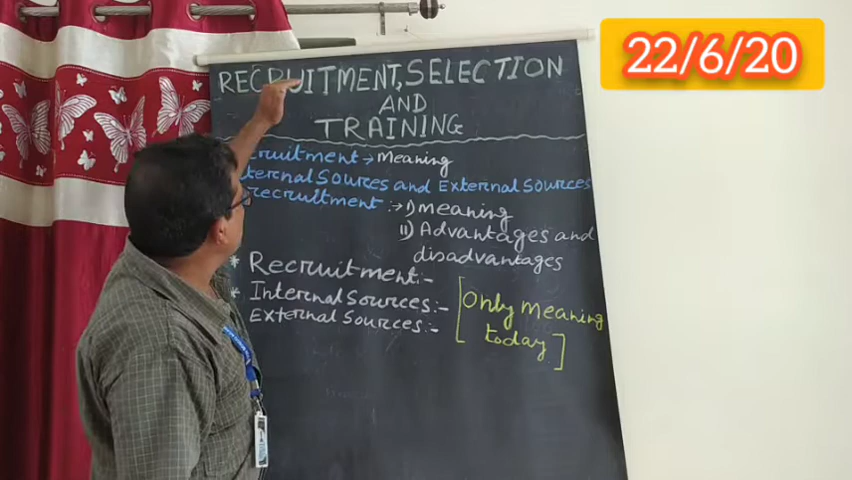 22/6/20
RECRUITMENT, SELECTION
AND
TRAINING
cruitment → Meaning
ternal Sources and External Sources
recruitment :→ i) meaning
ii) Advantages and
disadvantages
* Recruitment:-
* Internal Sources:-
External Sources:-
[Only meaning
today]